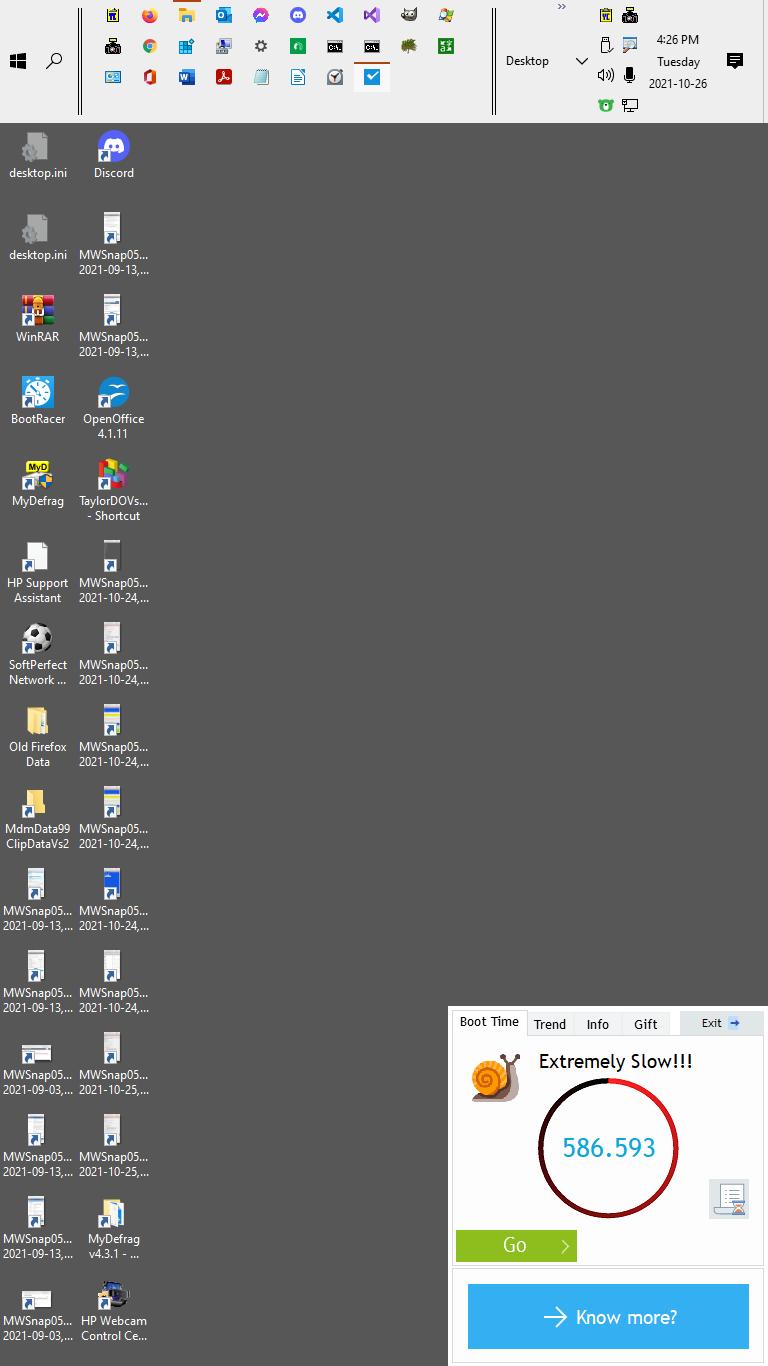 »
4:26 PM
Desktop
Tuesday
2021-10-26
desktop.ini
Discord
desktop.ini
MWSnap05...
2021-09-13,...
WinRAR
MWSnap05...
2021-09-13,...
BootRacer
OpenOffice
4.1.11
MyD
MyDefrag
TaylorDOVs...
- Shortcut
HP Support
Assistant
MWSnap05...
2021-10-24,...
SoftPerfect
Network ...
MWSnap05...
2021-10-24,...
Old Firefox
Data
MWSnap05...
2021-10-24,...
MdmData99
ClipDataVs2
MWSnap05...
2021-10-24,...
MWSnap05...
2021-09-13,...
MWSnap05...
2021-10-24,...
MWSnap05...
2021-09-13,...
MWSnap05...
2021-10-24,...
MWSnap05...
2021-09-03,...
MWSnap05...
2021-10-25,...
MWSnap05...
2021-09-13,...
MWSnap05...
2021-10-25,...
MWSnap05...
2021-09-13,...
MyDefrag
v4.3.1 - ...
MWSnap05...
2021-09-03,...
HP Webcam
Control Ce...
Boot Time
Trend
Info
Gift
Exit
Extremely Slow!!!
586.593
Go
Know more?